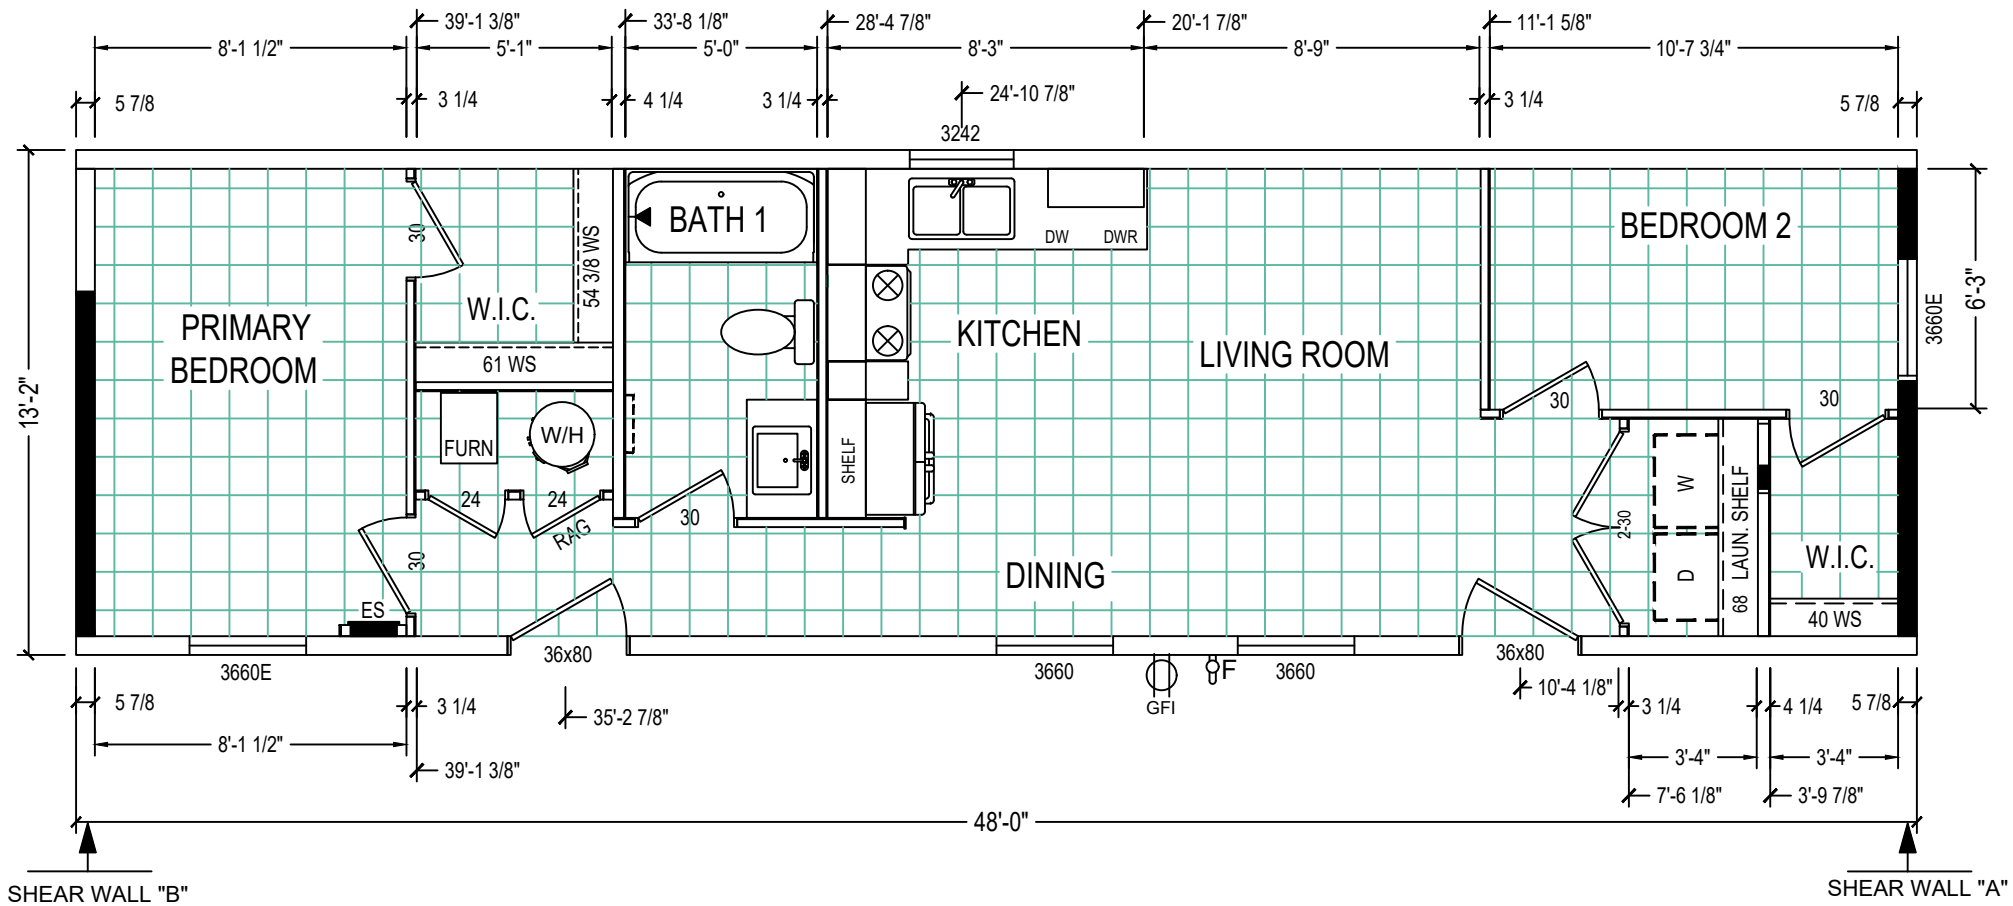 39'-1 3/8"
33'-8 1/8"
28'-4 7/8"
20'-1 7/8"
11'-1 5/8"
8'-1 1/2"
5'-1"
5'-0"
8'-3"
8'-9"
10'-7 3/4"
5 7/8
3 1/4
4 1/4
3 1/4
24'-10 7/8"
3 1/4
5 7/8
3242
BATH 1
BEDROOM 2
30
54 3/8 WS
DW
DWR
W.I.C.
PRIMARY
BEDROOM
KITCHEN
LIVING ROOM
6'-3"
3660E
61 WS
13'-2"
30
30
FURN
W/H
SHELF
24
24
RAG
30
W
D
2-30
68 LAUN. SHELF
30
DINING
W.I.C.
ES
40 WS
3660E
36x80
3660
GFI
F
3660
36x80
5 7/8
3 1/4
35'-2 7/8"
10'-4 1/8"
3 1/4
4 1/4
5 7/8
8'-1 1/2"
39'-1 3/8"
3'-4"
3'-4"
7'-6 1/8"
3'-9 7/8"
48'-0"
SHEAR WALL "B"
SHEAR WALL "A"